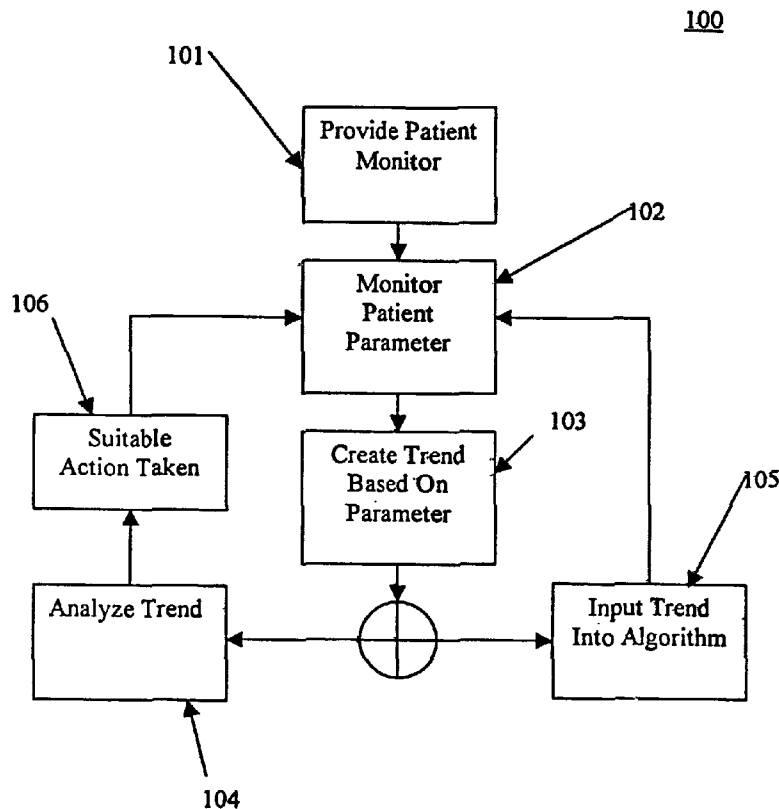 100
101
Provide Patient
Monitor
102
Monitor
Patient
Parameter
106
Suitable
Action Taken
103
Create Trend
Based On
Parameter
105
Analyze Trend
Input Trend
Into Algorithm
104